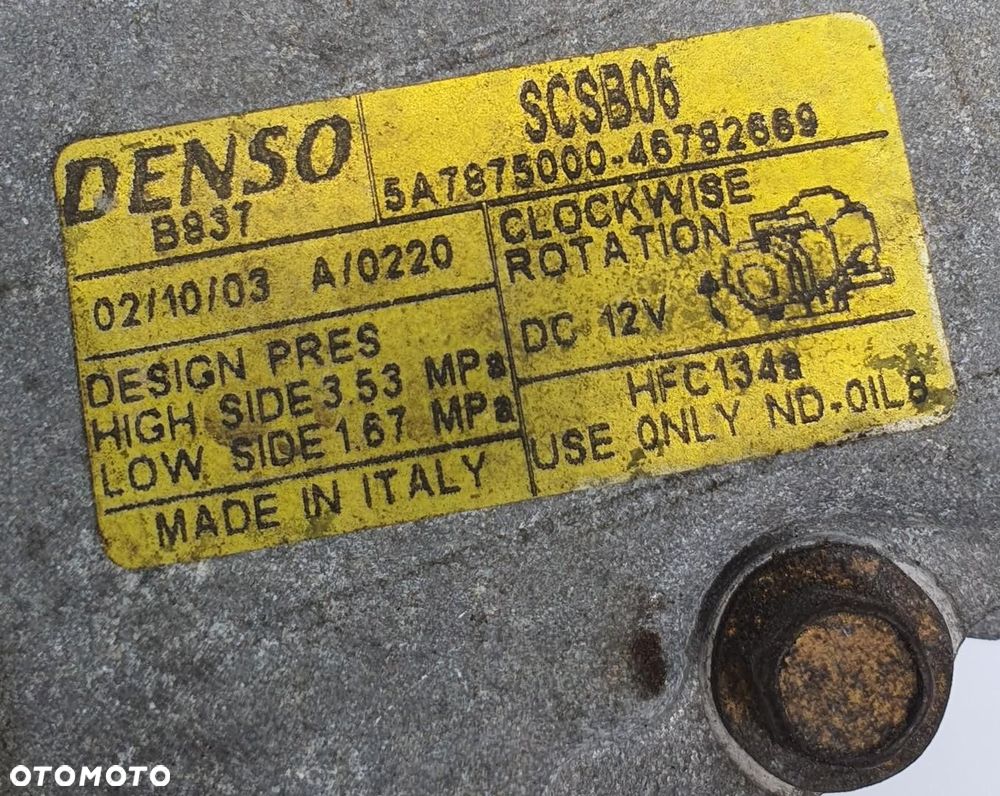 DENSO
B837
SCSB06
5A7875000-46782669
02/10/03 A/0220
CLOCKWISE
ROTATION
DC 12V
DESIGN PRES
HIGH SIDE 3.53 MPa
LOW SIDE 1.67 MPa
MADE IN ITALY
HFC134a
USE ONLY ND-OIL8
OTOMOTO